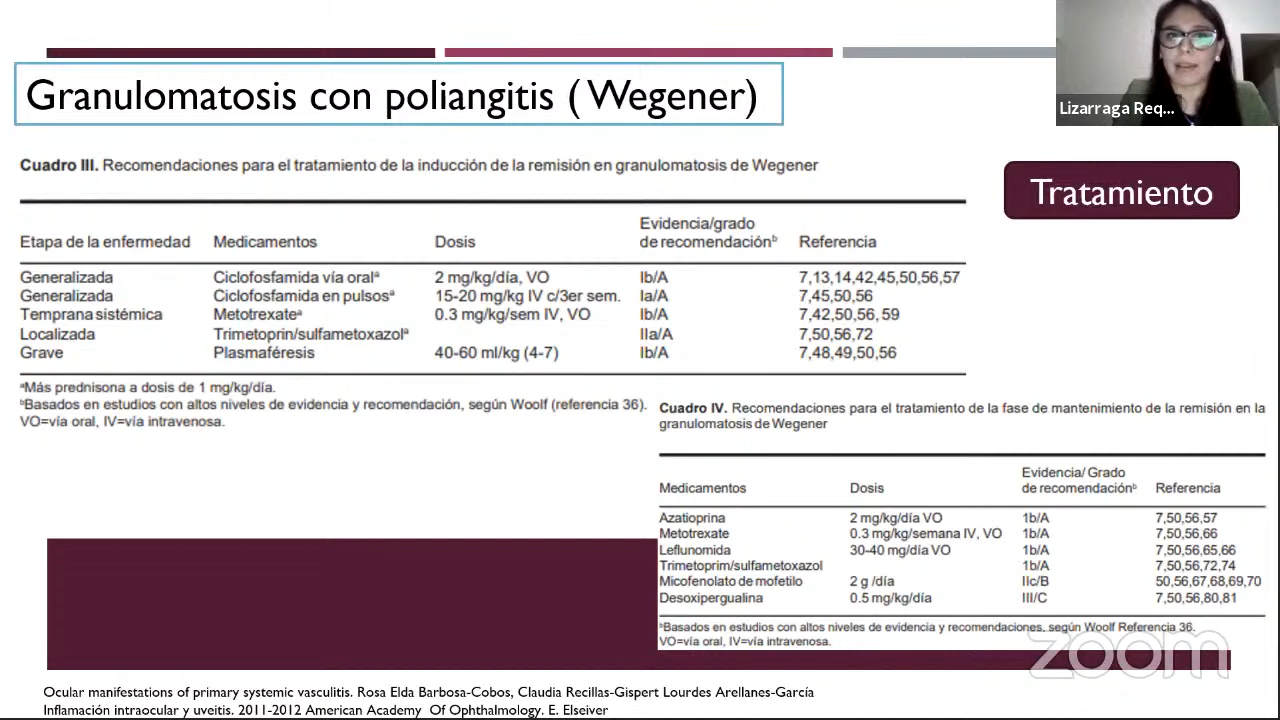 Granulomatosis con poliangitis ( Wegener)
Lizarraga Req...
Tratamiento
Cuadro III. Recomendaciones para el tratamiento de la inducción de la remisión en granulomatosis de Wegener
Etapa de la enfermedad Medicamentos Dosis Evidencia/grado de recomendaciónᵇ Referencia
Generalizada Ciclofosfamida vía oralᵃ 2 mg/kg/día, VO Ib/A 7,13,14,42,45,50,56,57
Generalizada Ciclofosfamida en pulsosᵃ 15-20 mg/kg IV c/3er sem. Ia/A 7,45,50,56
Temprana sistémica Metotrexateᵃ 0.3 mg/kg/sem IV, VO Ib/A 7,42,50,56, 59
Localizada Trimetoprin/sulfametoxazolᵃ IIa/A 7,50,56,72
Grave Plasmaféresis 40-60 ml/kg (4-7) Ib/A 7,48,49,50,56
ᵃMás prednisona a dosis de 1 mg/kg/día.
ᵇBasados en estudios con altos niveles de evidencia y recomendación, según Woolf (referencia 36).
VO=vía oral, IV=vía intravenosa.
Cuadro IV. Recomendaciones para el tratamiento de la fase de mantenimiento de la remisión en la
granulomatosis de Wegener
Medicamentos Dosis Evidencia/ Grado de recomendaciónᵇ Referencia
Azatioprina 2 mg/kg/día VO 1b/A 7,50,56,57
Metotrexate 0.3 mg/kg/semana IV, VO 1b/A 7,50,56,66
Leflunomida 30-40 mg/día VO 1b/A 7,50,56,65,66
Trimetoprim/sulfametoxazol 1b/A 7,50,56,72,74
Micofenolato de mofetilo 2 g /día IIc/B 50,56,67,68,69,70
Desoxipergualina 0.5 mg/kg/día III/C 7,50,56,80,81
ᵇBasados en estudios con altos niveles de evidencia y recomendaciones, según Woolf Referencia 36.
VO=vía oral, IV=vía intravenosa.
zoom
Ocular manifestations of primary systemic vasculitis. Rosa Elda Barbosa-Cobos, Claudia Recillas-Gispert Lourdes Arellanes-García
Inflamación intraocular y uveitis. 2011-2012 American Academy Of Ophthalmology. E. Elseiver